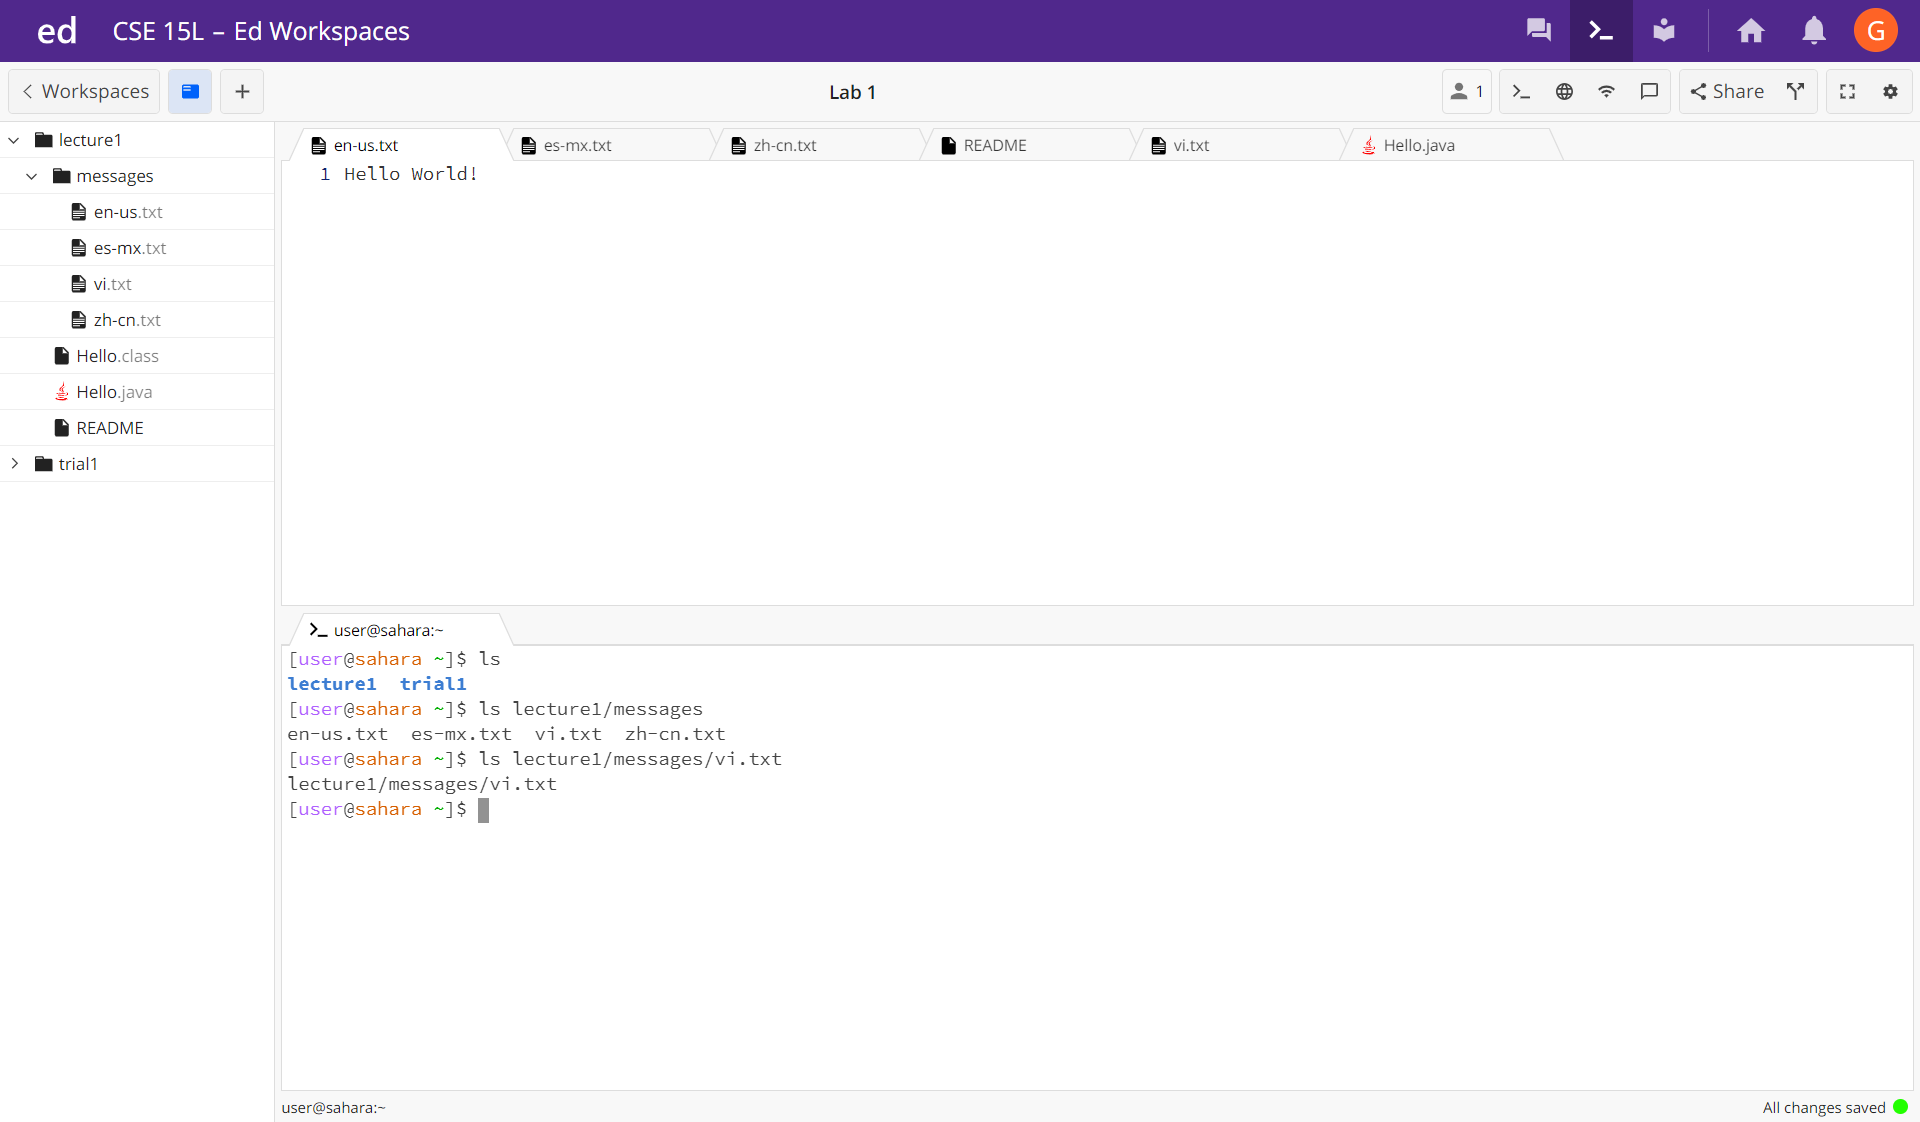 ed CSE 15L – Ed Workspaces G
Workspaces + Lab 1 1 Share
lecture1
messages
en-us.txt
es-mx.txt
vi.txt
zh-cn.txt
Hello.class
Hello.java
README
trial1
en-us.txt es-mx.txt zh-cn.txt README vi.txt Hello.java
1 Hello World!
user@sahara:~
[user@sahara ~]$ ls
lecture1 trial1
[user@sahara ~]$ ls lecture1/messages
en-us.txt es-mx.txt vi.txt zh-cn.txt
[user@sahara ~]$ ls lecture1/messages/vi.txt
lecture1/messages/vi.txt
[user@sahara ~]$
user@sahara:~ All changes saved